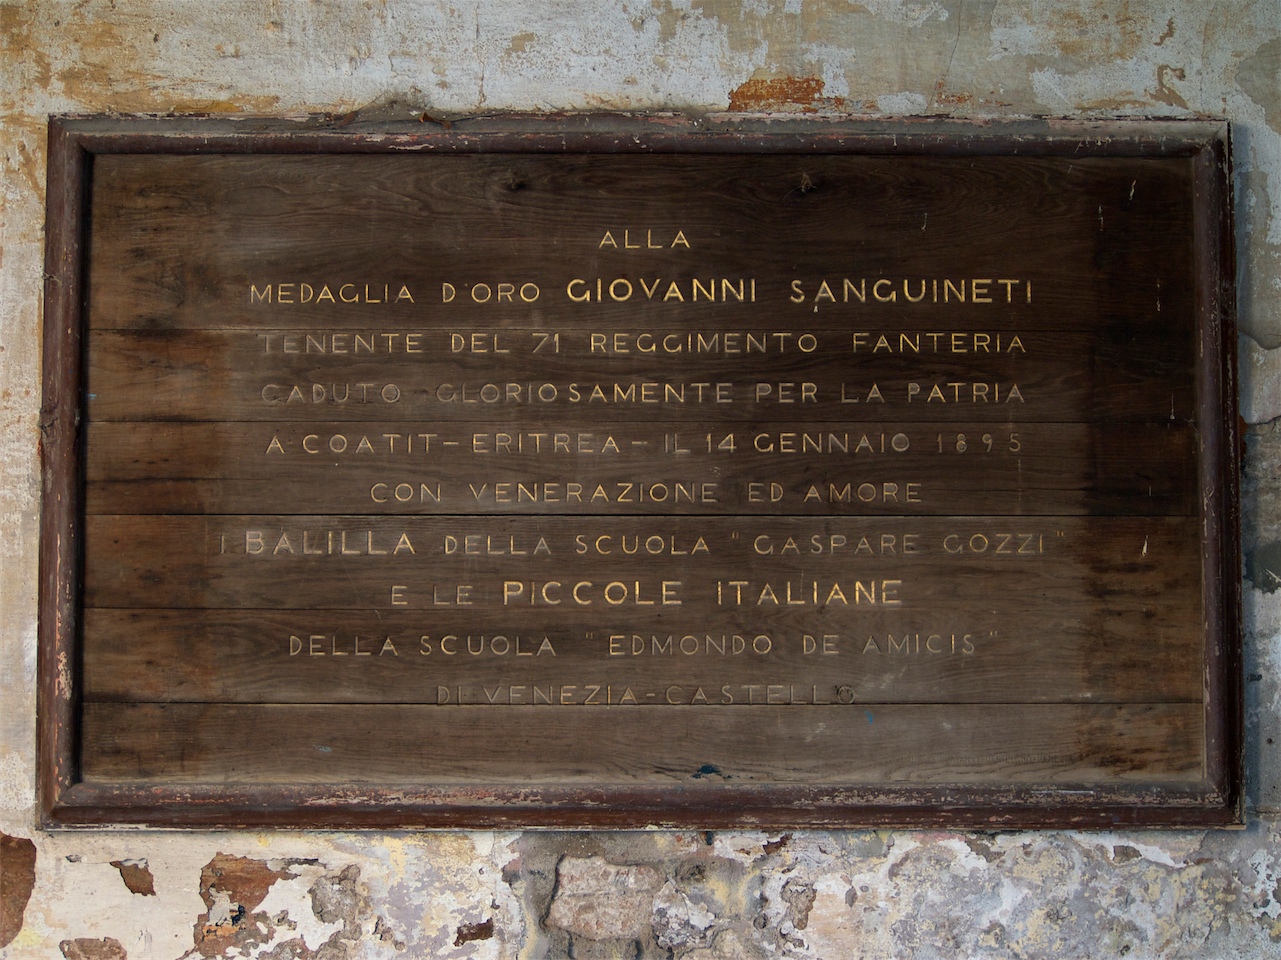 ALLA
MEDAGLIA D'ORO GIOVANNI SANGUINETI
TENENTE DEL 71 REGGIMENTO FANTERIA
CADUTO GLORIOSAMENTE PER LA PATRIA
A COATIT - ERITREA - IL 14 GENNAIO 1895
CON VENERAZIONE ED AMORE
I BALILLA DELLA SCUOLA "GASPARE GOZZI"
E LE PICCOLE ITALIANE
DELLA SCUOLA "EDMONDO DE AMICIS"
DI VENEZIA - CASTELLO